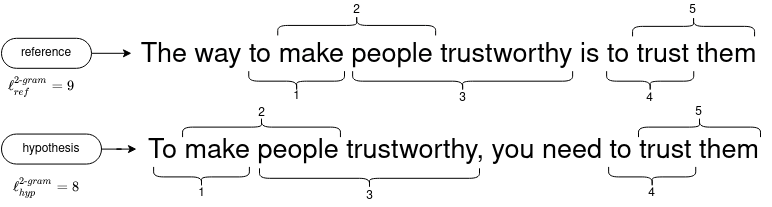 2 5
reference The way to make people trustworthy is to trust them
ℓ_{ref}^{2-gram} = 9
1 3 4
2 5
hypothesis To make people trustworthy, you need to trust them
ℓ_{hyp}^{2-gram} = 8
1 3 4